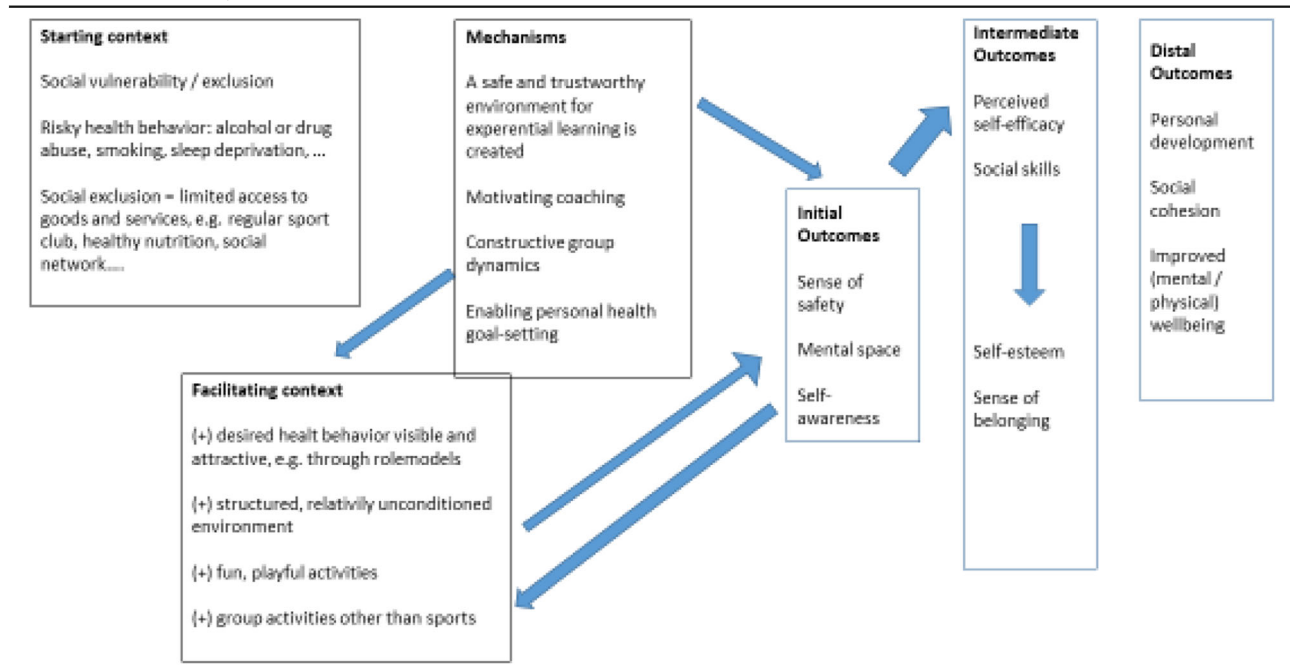 Starting context
Social vulnerability / exclusion
Risky health behavior: alcohol or drug
abuse, smoking, sleep deprivation, ...
Social exclusion = limited access to
goods and services, e.g. regular sport
club, healthy nutrition, social
network....
Mechanisms
A safe and trustworthy
environment for
experential learning is
created
Motivating coaching
Constructive group
dynamics
Enabling personal health
goal-setting
Facilitating context
(+) desired healt behavior visible and
attractive, e.g. through rolemodels
(+) structured, relativily unconditioned
environment
(+) fun, playful activities
(+) group activities other than sports
Initial
Outcomes
Sense of
safety
Mental space
Self-
awareness
Intermediate
Outcomes
Perceived
self-efficacy
Social skills
Self-esteem
Sense of
belonging
Distal
Outcomes
Personal
development
Social
cohesion
Improved
(mental /
physical)
wellbeing